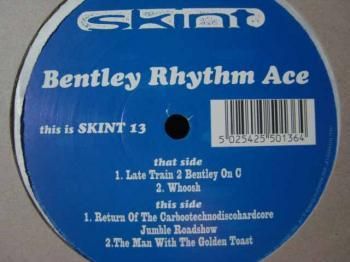 skint
Bentley Rhythm Ace
this is SKINT 13
5 025425 501364
that side
1. Late Train 2 Bentley On C
2. Whoosh
this side
1. Return Of The Carbootechnodiscohardcore
Jumble Roadshow
2.The Man With The Golden Toast